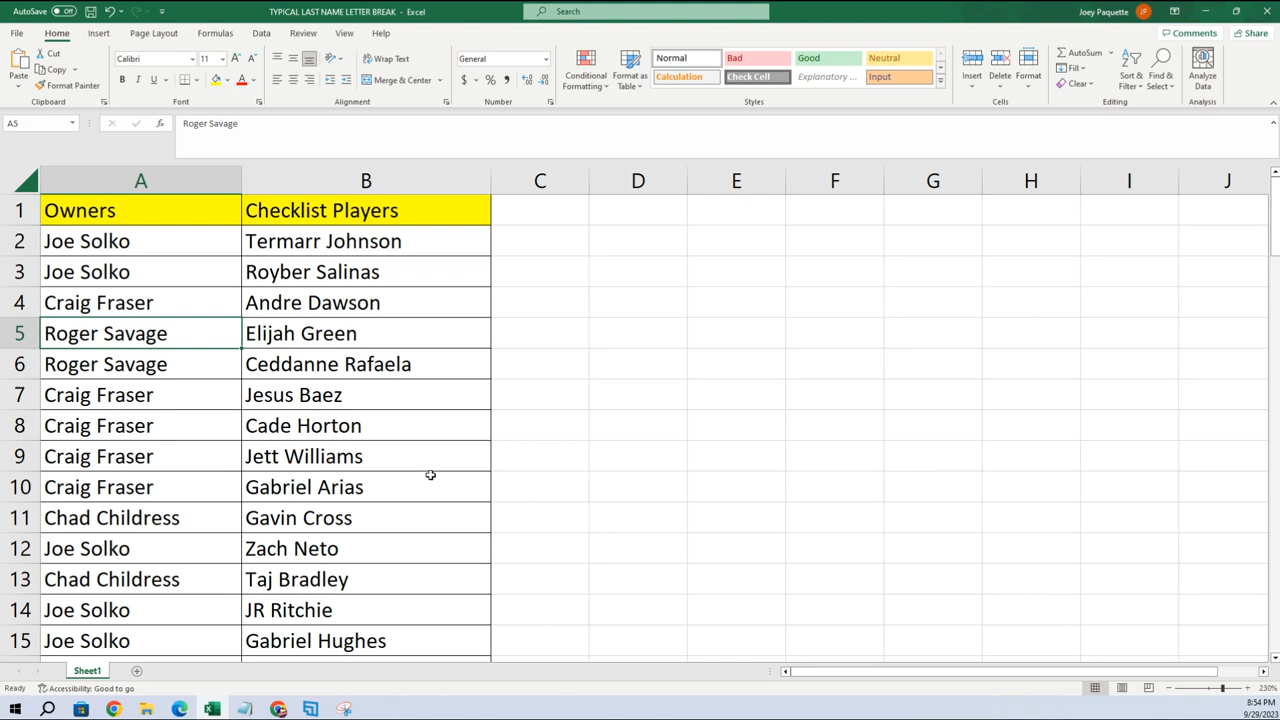 AutoSave Off TYPICAL LAST NAME LETTER BREAK - Excel Search Joey Paquette JP
File Home Insert Page Layout Formulas Data Review View Help Comments Share
Paste Cut Copy Format Painter Clipboard
Calibri 11 A A B I U A Font
Wrap Text Merge & Center Alignment
General $ % Number
Conditional Formatting Format as Table
Normal Bad Good Neutral
Calculation Check Cell Explanatory ... Input
Styles
Insert Delete Format Cells
AutoSum Fill Clear Sort & Filter Find & Select Editing
Analyze Data Analysis
A5 fx Roger Savage
A B C D E F G H I J
1 Owners Checklist Players
2 Joe Solko Termarr Johnson
3 Joe Solko Royber Salinas
4 Craig Fraser Andre Dawson
5 Roger Savage Elijah Green
6 Roger Savage Ceddanne Rafaela
7 Craig Fraser Jesus Baez
8 Craig Fraser Cade Horton
9 Craig Fraser Jett Williams
10 Craig Fraser Gabriel Arias
11 Chad Childress Gavin Cross
12 Joe Solko Zach Neto
13 Chad Childress Taj Bradley
14 Joe Solko JR Ritchie
15 Joe Solko Gabriel Hughes
Sheet1
Ready Accessibility: Good to go 230%
8:54 PM
9/29/2023